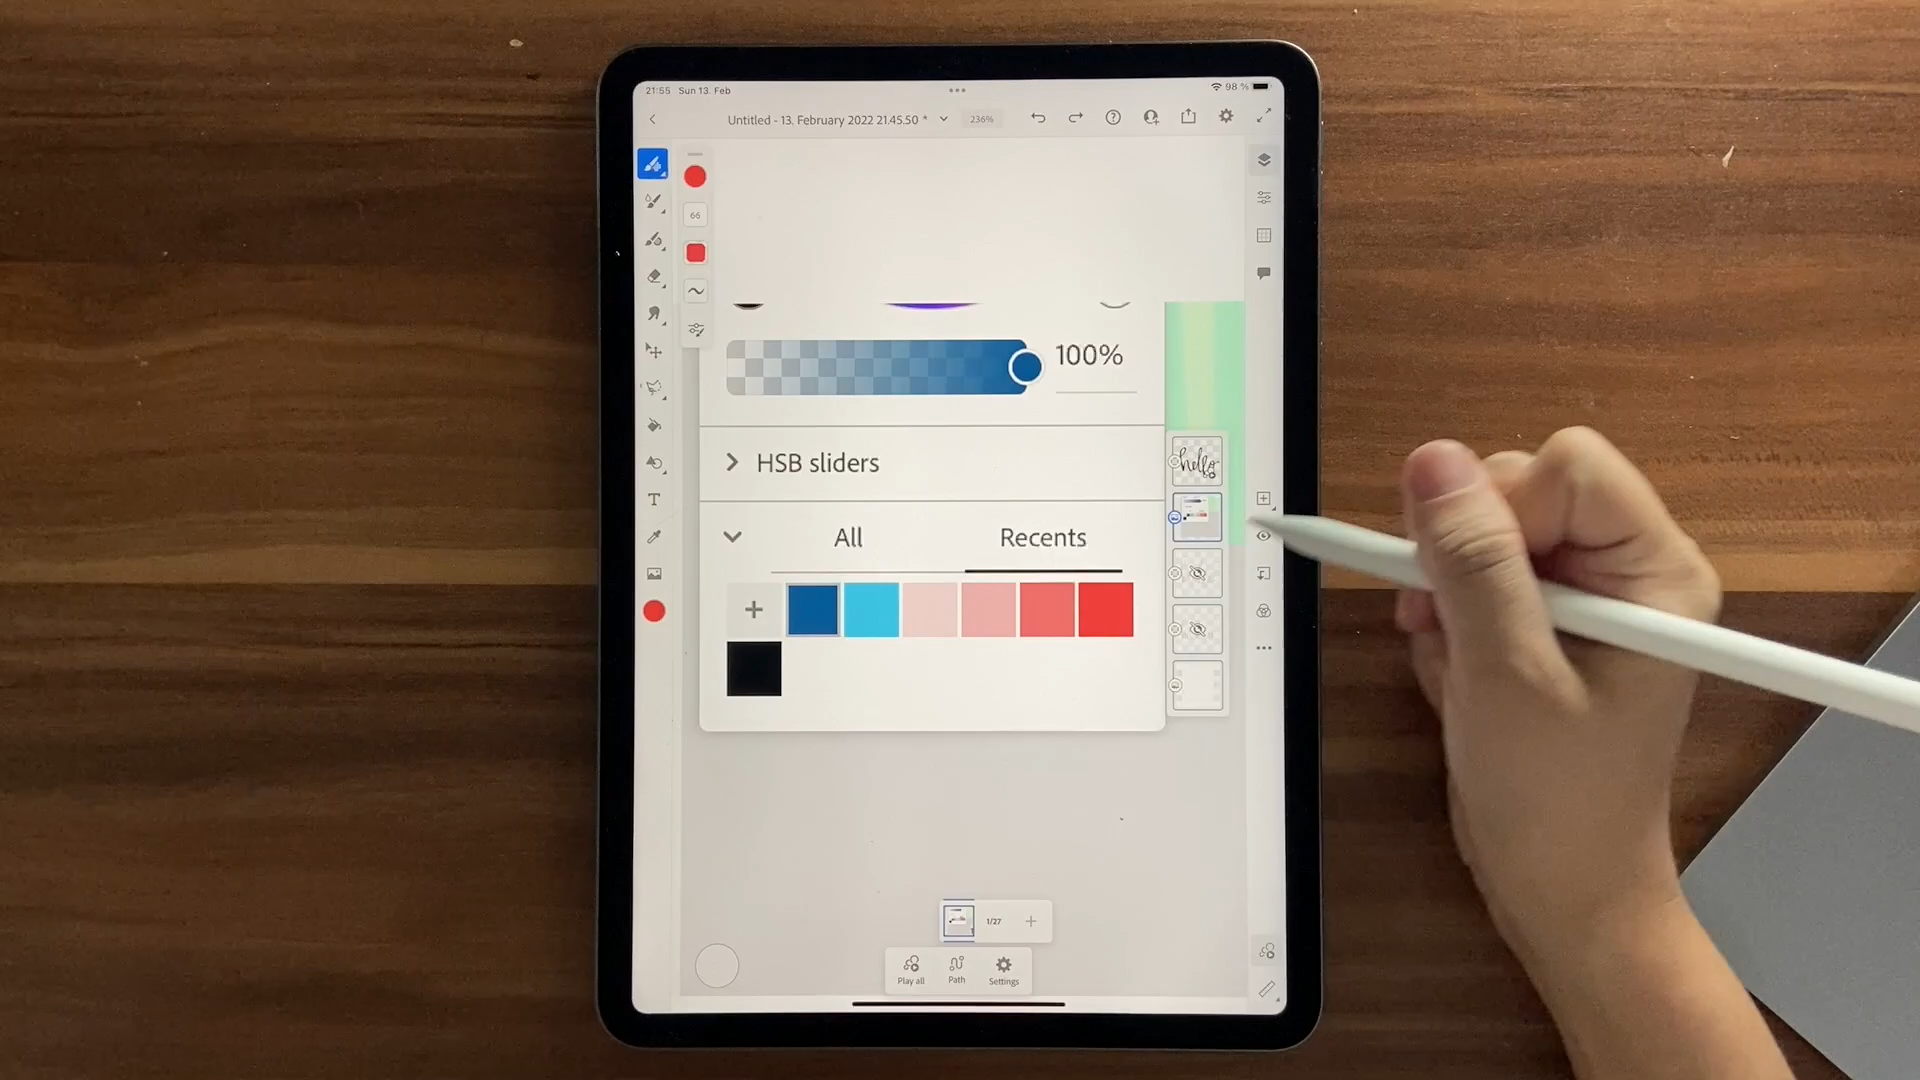 21:55 Sun 13. Feb
98 %
Untitled - 13. February 2022 21.45.50 *
236%
66
100%
HSB sliders
All
Recents
hello
T
1/27
Play all
Path
Settings